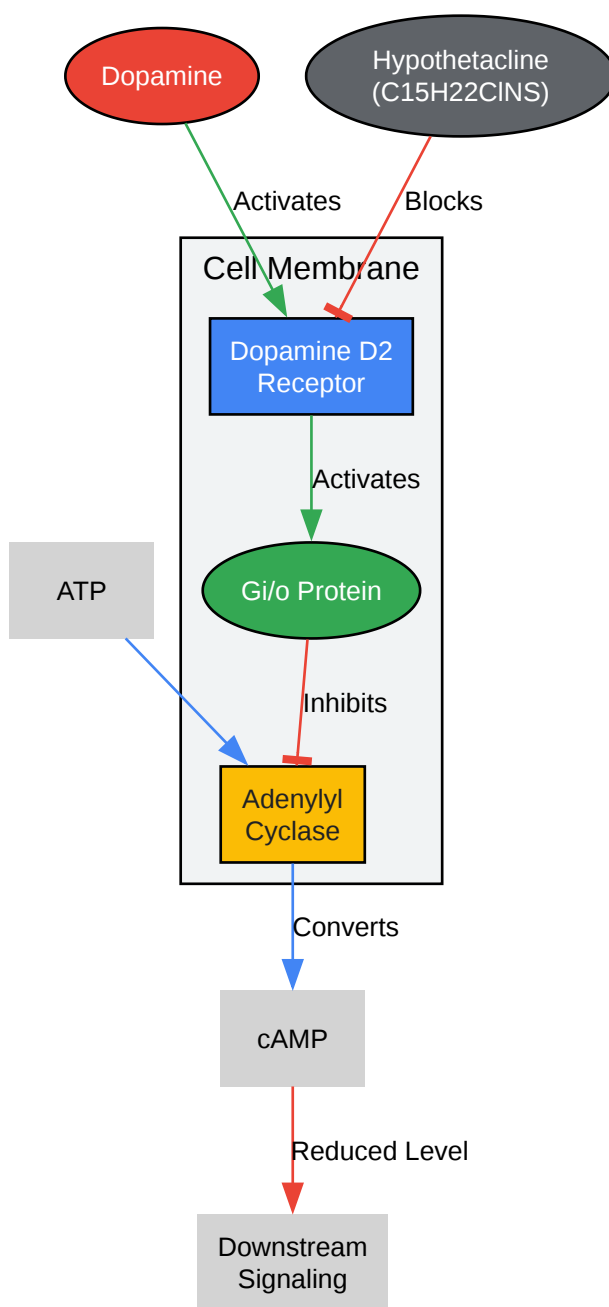 Dopamine
Hypothetacline
(C15H22ClNS)
Activates
Blocks
Cell Membrane
Dopamine D2
Receptor
Activates
ATP
Gi/o Protein
Inhibits
Adenylyl
Cyclase
Converts
cAMP
Reduced Level
Downstream
Signaling